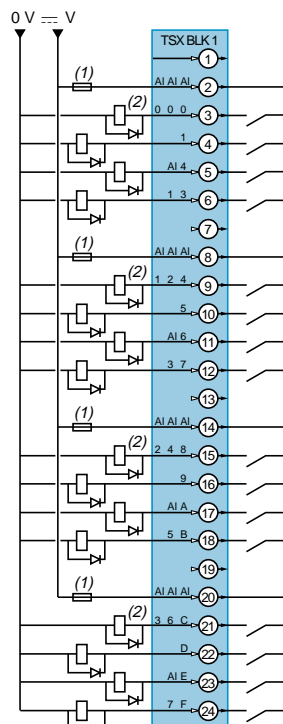 0 V V
TSX BLK 1
1
(1) AI AI AI 2
(2) 0 0 0 3
1 4
AI 4 5
1 3 6
7
(1) AI AI AI 8
(2) 1 2 4 9
5 10
AI 6 11
3 7 12
13
(1) AI AI AI 14
(2) 2 4 8 15
9 16
AI A 17
5 B 18
19
(1) AI AI AI 20
(2) 3 6 C 21
D 22
AI E 23
7 F 24